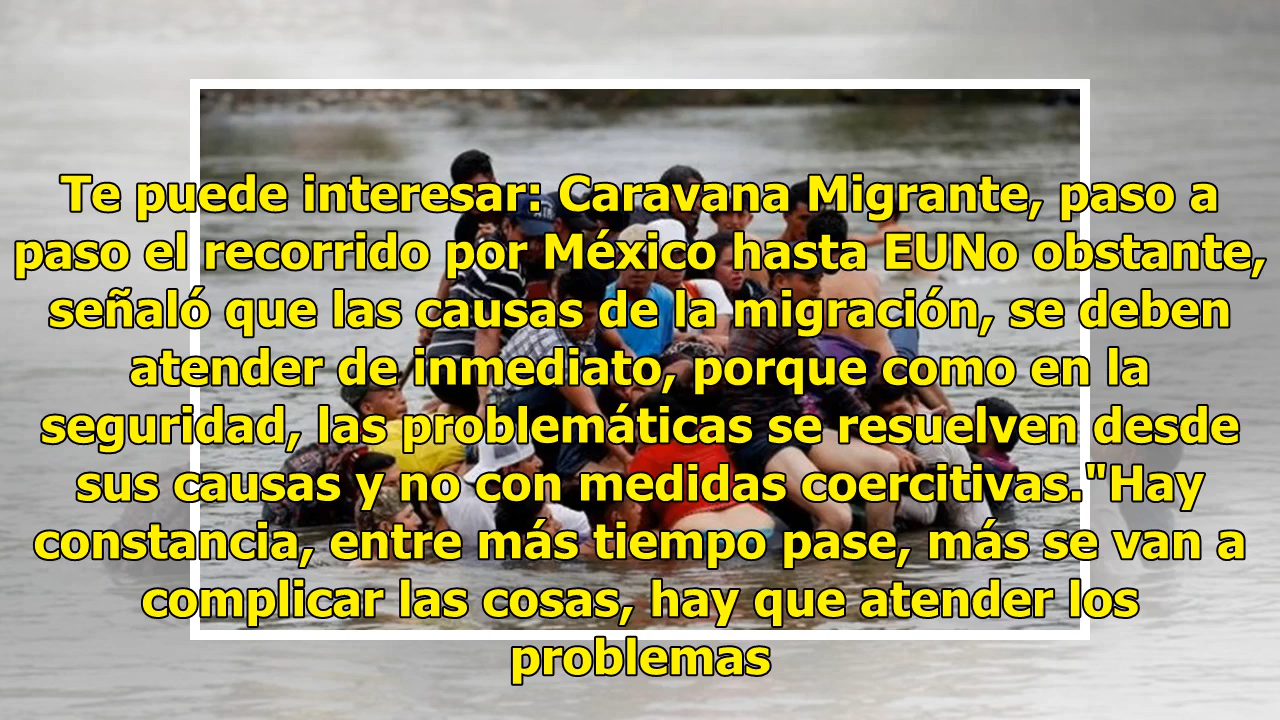 Te puede interesar: Caravana Migrante, paso a
paso el recorrido por México hasta EUNo obstante,
señaló que las causas de la migración, se deben
atender de inmediato, porque como en la
seguridad, las problemáticas se resuelven desde
sus causas y no con medidas coercitivas."Hay
constancia, entre más tiempo pase, más se van a
complicar las cosas, hay que atender los
problemas